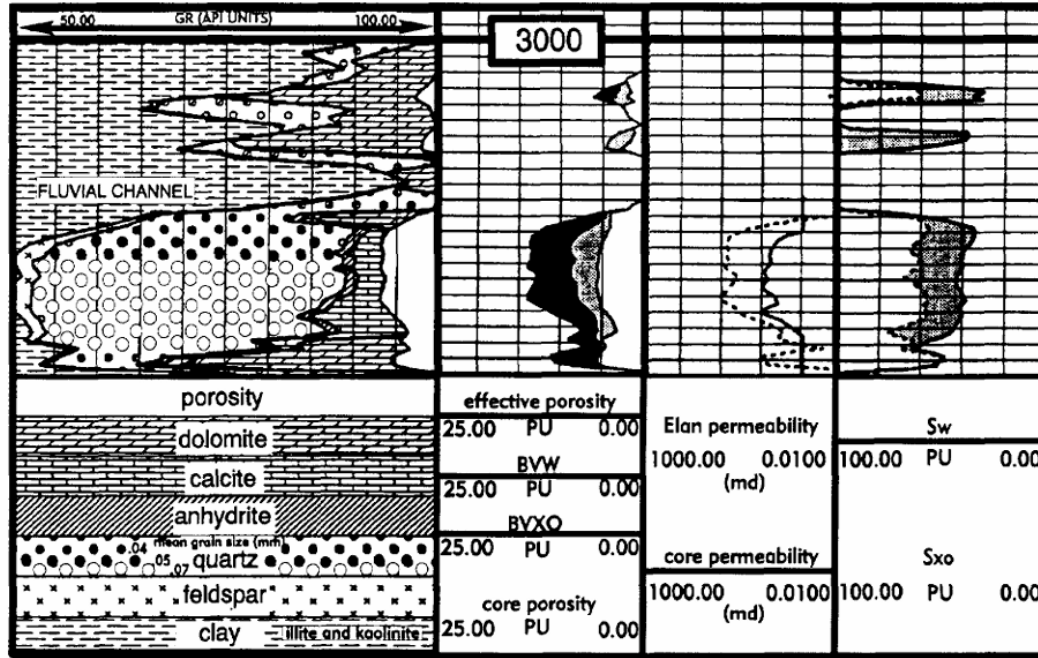 50.00 GR (API UNITS) 100.00
3000
FLUVIAL CHANNEL
porosity
dolomite
calcite
anhydrite
mean grain size (mm)
.04 .05 .07 quartz
feldspar
clay illite and kaolinite
effective porosity
25.00 PU 0.00
BVW
25.00 PU 0.00
BVXO
25.00 PU 0.00
core porosity
25.00 PU 0.00
Elan permeability
1000.00 0.0100
(md)
core permeability
1000.00 0.0100
(md)
Sw
100.00 PU 0.00
Sxo
100.00 PU 0.00